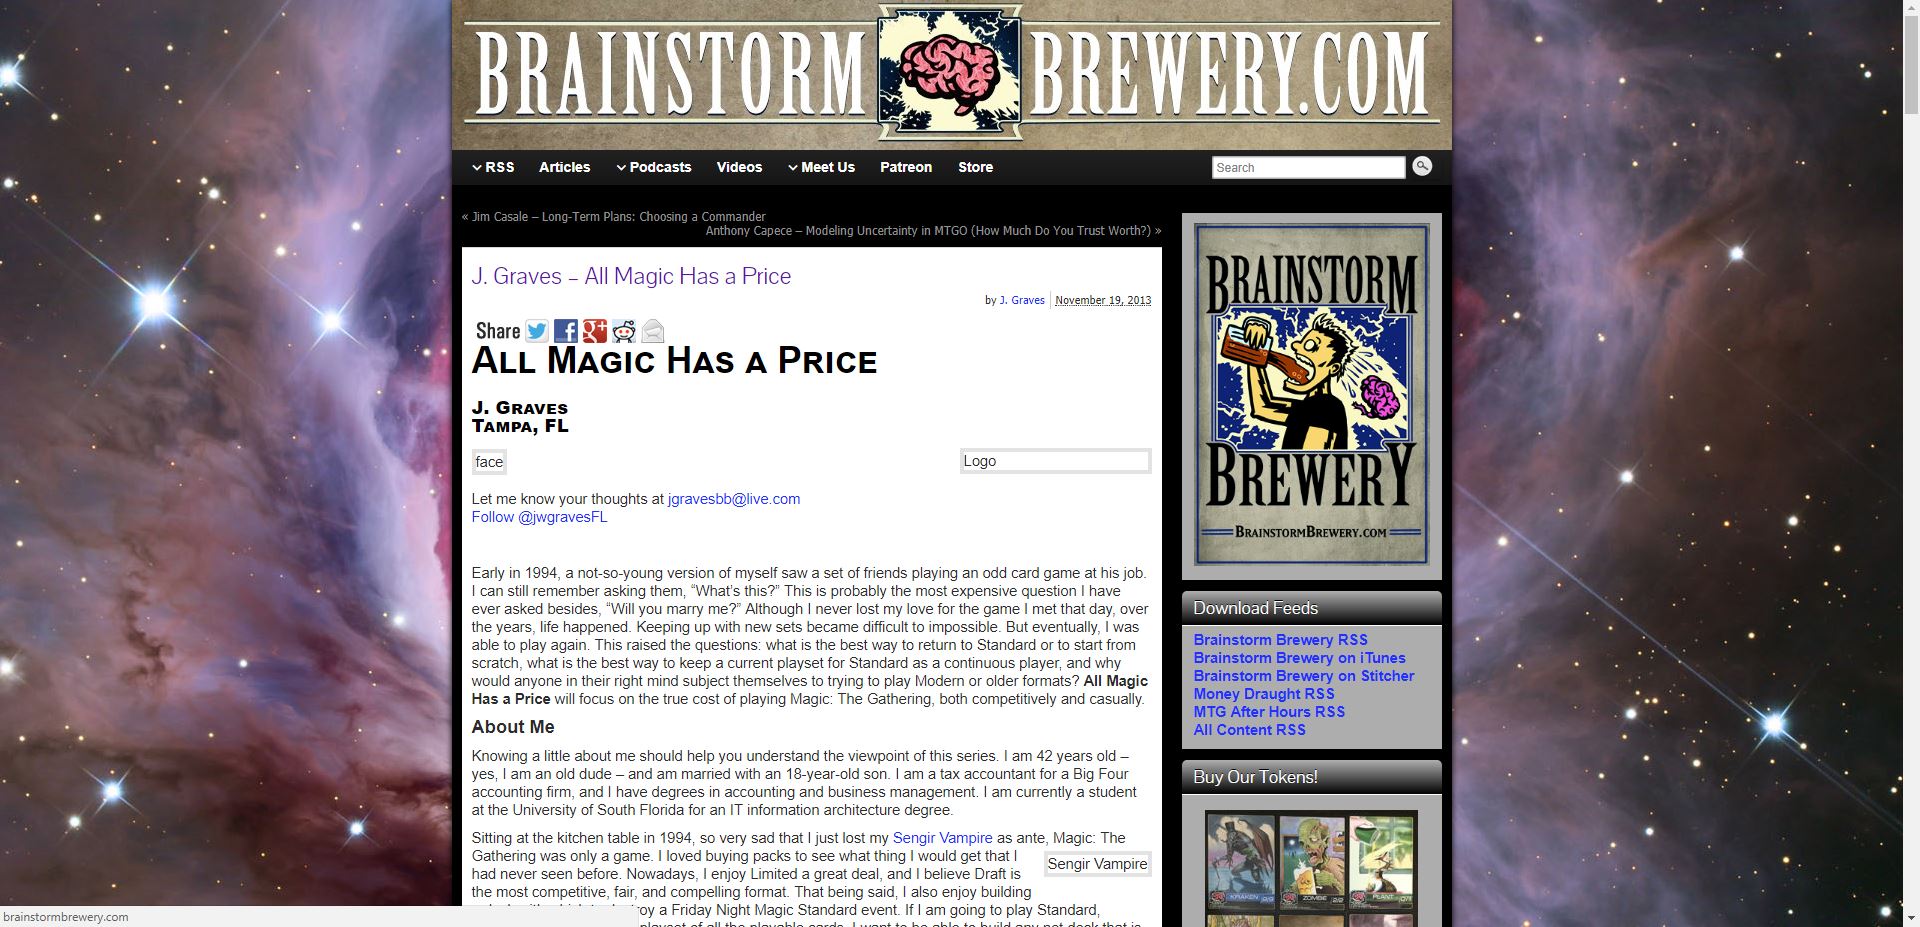 BRAINSTORM BREWERY.COM
RSS Articles Podcasts Videos Meet Us Patreon Store Search
« Jim Casale – Long-Term Plans: Choosing a Commander
Anthony Capece – Modeling Uncertainty in MTGO (How Much Do You Trust Worth?) »
J. Graves – All Magic Has a Price
by J. Graves November 19, 2013
Share
All Magic Has a Price
J. Graves
Tampa, FL
face
Logo
Let me know your thoughts at jgravesbb@live.com
Follow @jwgravesFL
Early in 1994, a not-so-young version of myself saw a set of friends playing an odd card game at his job.
I can still remember asking them, “What’s this?” This is probably the most expensive question I have
ever asked besides, “Will you marry me?” Although I never lost my love for the game I met that day, over
the years, life happened. Keeping up with new sets became difficult to impossible. But eventually, I was
able to play again. This raised the questions: what is the best way to return to Standard or to start from
scratch, what is the best way to keep a current playset for Standard as a continuous player, and why
would anyone in their right mind subject themselves to trying to play Modern or older formats? All Magic
Has a Price will focus on the true cost of playing Magic: The Gathering, both competitively and casually.
About Me
Knowing a little about me should help you understand the viewpoint of this series. I am 42 years old –
yes, I am an old dude – and am married with an 18-year-old son. I am a tax accountant for a Big Four
accounting firm, and I have degrees in accounting and business management. I am currently a student
at the University of South Florida for an IT information architecture degree.
Sitting at the kitchen table in 1994, so very sad that I just lost my Sengir Vampire as ante, Magic: The
Gathering was only a game. I loved buying packs to see what thing I would get that I
had never seen before. Nowadays, I enjoy Limited a great deal, and I believe Draft is
the most competitive, fair, and compelling format. That being said, I also enjoy building
Sengir Vampire
a Friday Night Magic Standard event. If I am going to play Standard,
brainstormbrewery.com
BRAINSTORM
BREWERY
BRAINSTORMBREWERY.COM
Download Feeds
Brainstorm Brewery RSS
Brainstorm Brewery on iTunes
Brainstorm Brewery on Stitcher
Money Draught RSS
MTG After Hours RSS
All Content RSS
Buy Our Tokens!
KRAKEN 9/9 ZOMBIE 2/2 PLANT 0/1